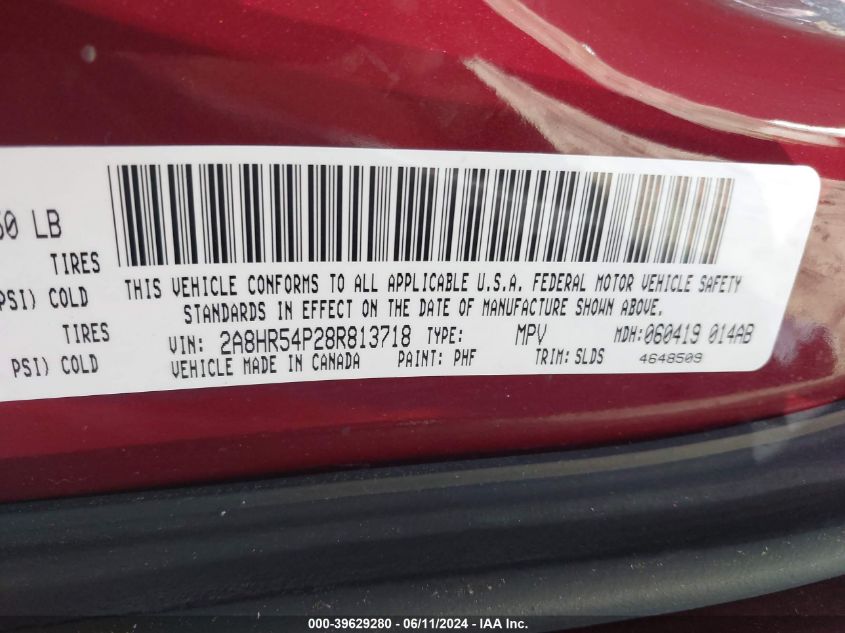 60 LB
TIRES
PSI) COLD
TIRES
PSI) COLD
THIS VEHICLE CONFORMS TO ALL APPLICABLE U.S.A. FEDERAL MOTOR VEHICLE SAFETY
STANDARDS IN EFFECT ON THE DATE OF MANUFACTURE SHOWN ABOVE.
VIN: 2A8HR54P28R813718 TYPE: MPV MDH:060419 014AB
VEHICLE MADE IN CANADA PAINT: PHF TRIM: SLDS 4648509
000-39629280 - 06/11/2024 - IAA Inc.